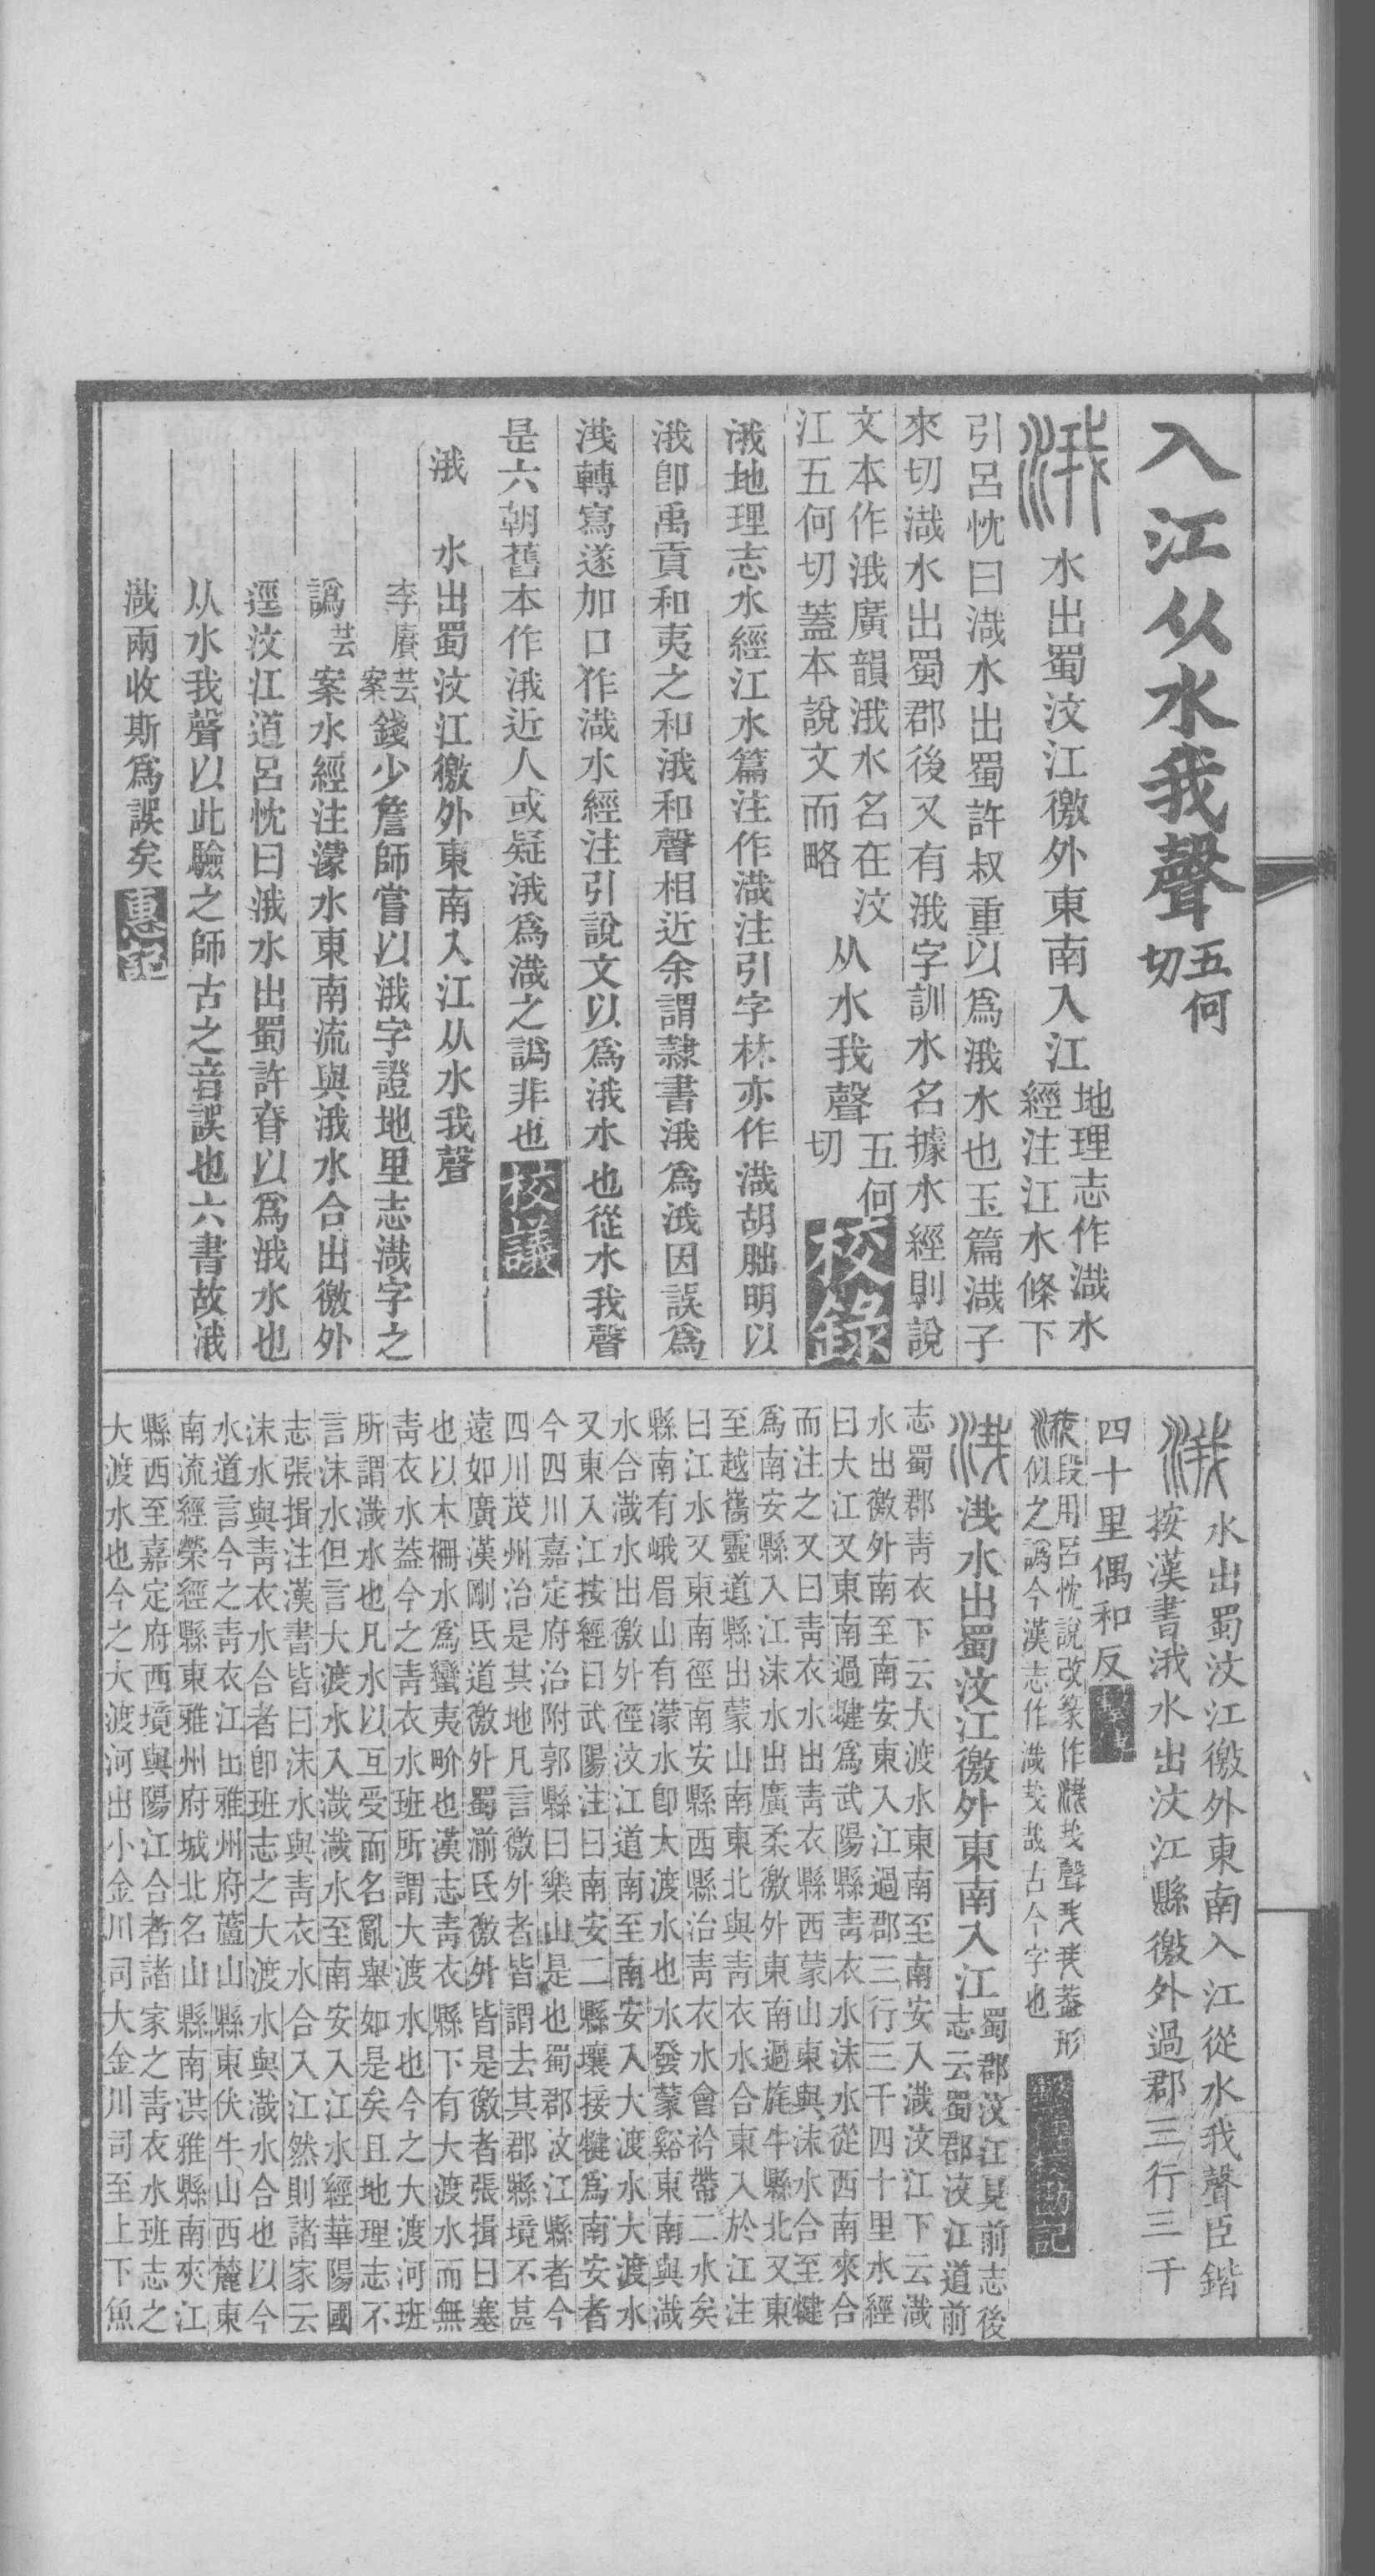 入江从水我聲五何切
涐水出蜀汶江徼外東南入江地理志作渽水經注江水條下
引呂忱曰渽水出蜀許叔重以爲涐水也玉篇渽子
來切渽水出蜀郡後又有涐字訓水名據水經則說
文本作涐廣韻涐水名在汶
江五何切蓋本說文而略
从水我聲五何切校錄
涐地理志水經江水篇注作渽注引字林亦作渽胡朏明以
涐卽禹貢和夷之和涐和聲相近余謂隷書涐爲浅因誤爲
浅轉寫遂加口作渽水經注引說文以爲涐水也從水我聲
是六朝舊本作涐近人或疑涐爲渽之譌非也校議
涐 水出蜀汶江徼外東南入江从水我聲
李賡芸案錢少詹師嘗以涐字證地里志渽字之
譌芸案水經注濛水東南流與涐水合出徼外
逕汶江道呂忱曰涐水出蜀許眘以爲涐水也
从水我聲以此驗之師古之音誤也六書故涐
渽兩收斯爲誤矣惠記
涐水出蜀汶江徼外東南入江從水我聲臣鍇
按漢書涐水出汶江縣徼外過郡三行三千
四十里偶和反繫傳
段用呂忱說改篆作聲蓋形
似之譌今漢志作渽古今字也繫傳校勘記
水出蜀汶江徼外東南入江蜀郡汶江見前志後志云蜀郡汶江道前
志蜀郡靑衣下云大渡水東南至南安入渽汶江下云渽
水出徼外南至南安東入江過郡三行三千四十里水經
曰大江又東南過犍爲武陽縣靑衣水沫水從西南來合
而注之又曰靑衣水出靑衣縣西蒙山東與沫水合至犍
爲南安縣入江沫水出廣柔徼外東南過旄牛縣北又東
至越巂靈道縣出蒙山南東北與靑衣水合東入於江注
曰江水又東南徑南安縣西縣治靑衣水會衿帶二水矣
縣南有峨眉山有濛水卽大渡水也水發蒙谿東南與渽
水合渽水出徼外徑汶江道南至南安入大渡水大渡水
又東入江按經曰武陽注曰南安二縣壤接犍爲南安者
今四川嘉定府治附郭縣曰樂山是也蜀郡汶江縣者今
四川茂州治是其地凡言徼外者皆謂去其郡縣境不甚
遠如廣漢剛氐道徼外蜀湔氐徼外皆是徼者張揖曰塞
也以木柵水爲蠻夷畍也漢志靑衣縣下有大渡水而無
靑衣水葢今之靑衣水班所謂大渡水也今之大渡河班
所謂渽水也凡水以互受而名亂舉如是矣且地理志不
言沫水但言大渡水入渽渽水至南安入江水經華陽國
志張揖注漢書皆曰沫水與靑衣水合入江然則諸家云
沫水與靑衣水合者卽班志之大渡水與渽水合也以今
水道言今之靑衣江出雅州府蘆山縣東伏牛山西麓東
南流經榮經縣東雅州府城北名山縣南洪雅縣南夾江
縣西至嘉定府西境與陽江合者諸家之靑衣水班志之
大渡水也今之大渡河出小金川司大金川司至上下魚